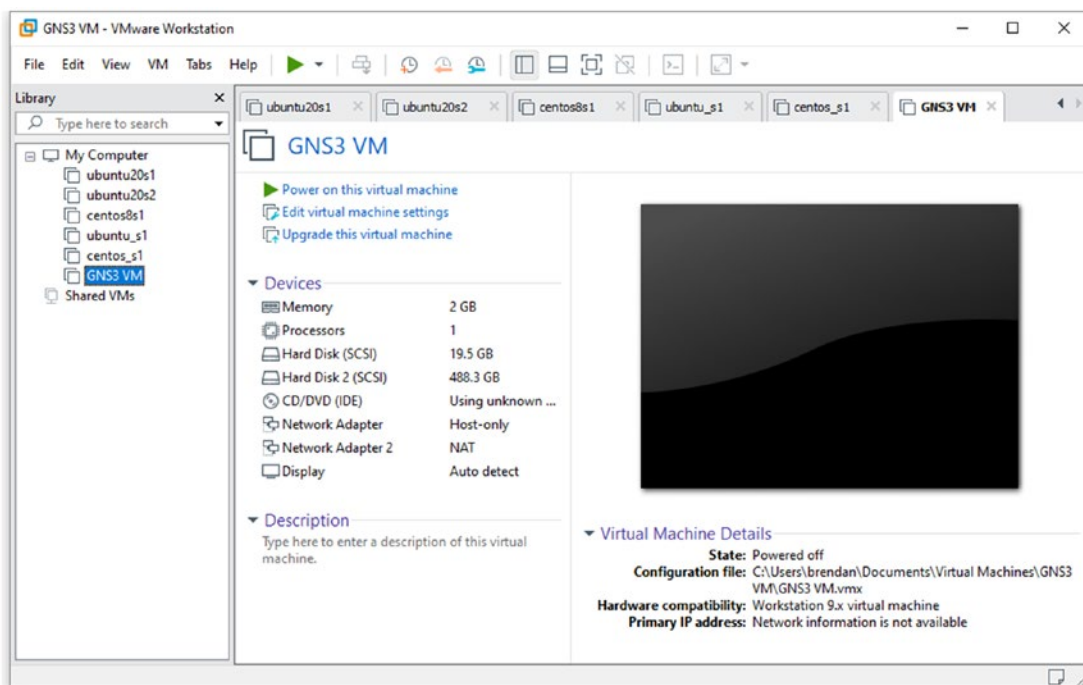 GNS3 VM - VMware Workstation
File Edit View VM Tabs Help
Library
Type here to search
My Computer
ubuntu20s1
ubuntu20s2
centos8s1
ubuntu_s1
centos_s1
GNS3 VM
Shared VMs
ubuntu20s1 ubuntu20s2 centos8s1 ubuntu_s1 centos_s1 GNS3 VM
GNS3 VM
Power on this virtual machine
Edit virtual machine settings
Upgrade this virtual machine
Devices
Memory 2 GB
Processors 1
Hard Disk (SCSI) 19.5 GB
Hard Disk 2 (SCSI) 488.3 GB
CD/DVD (IDE) Using unknown ...
Network Adapter Host-only
Network Adapter 2 NAT
Display Auto detect
Description
Type here to enter a description of this virtual
machine.
Virtual Machine Details
State: Powered off
Configuration file: C:\Users\brendan\Documents\Virtual Machines\GNS3
VM\GNS3 VM.vmx
Hardware compatibility: Workstation 9.x virtual machine
Primary IP address: Network information is not available